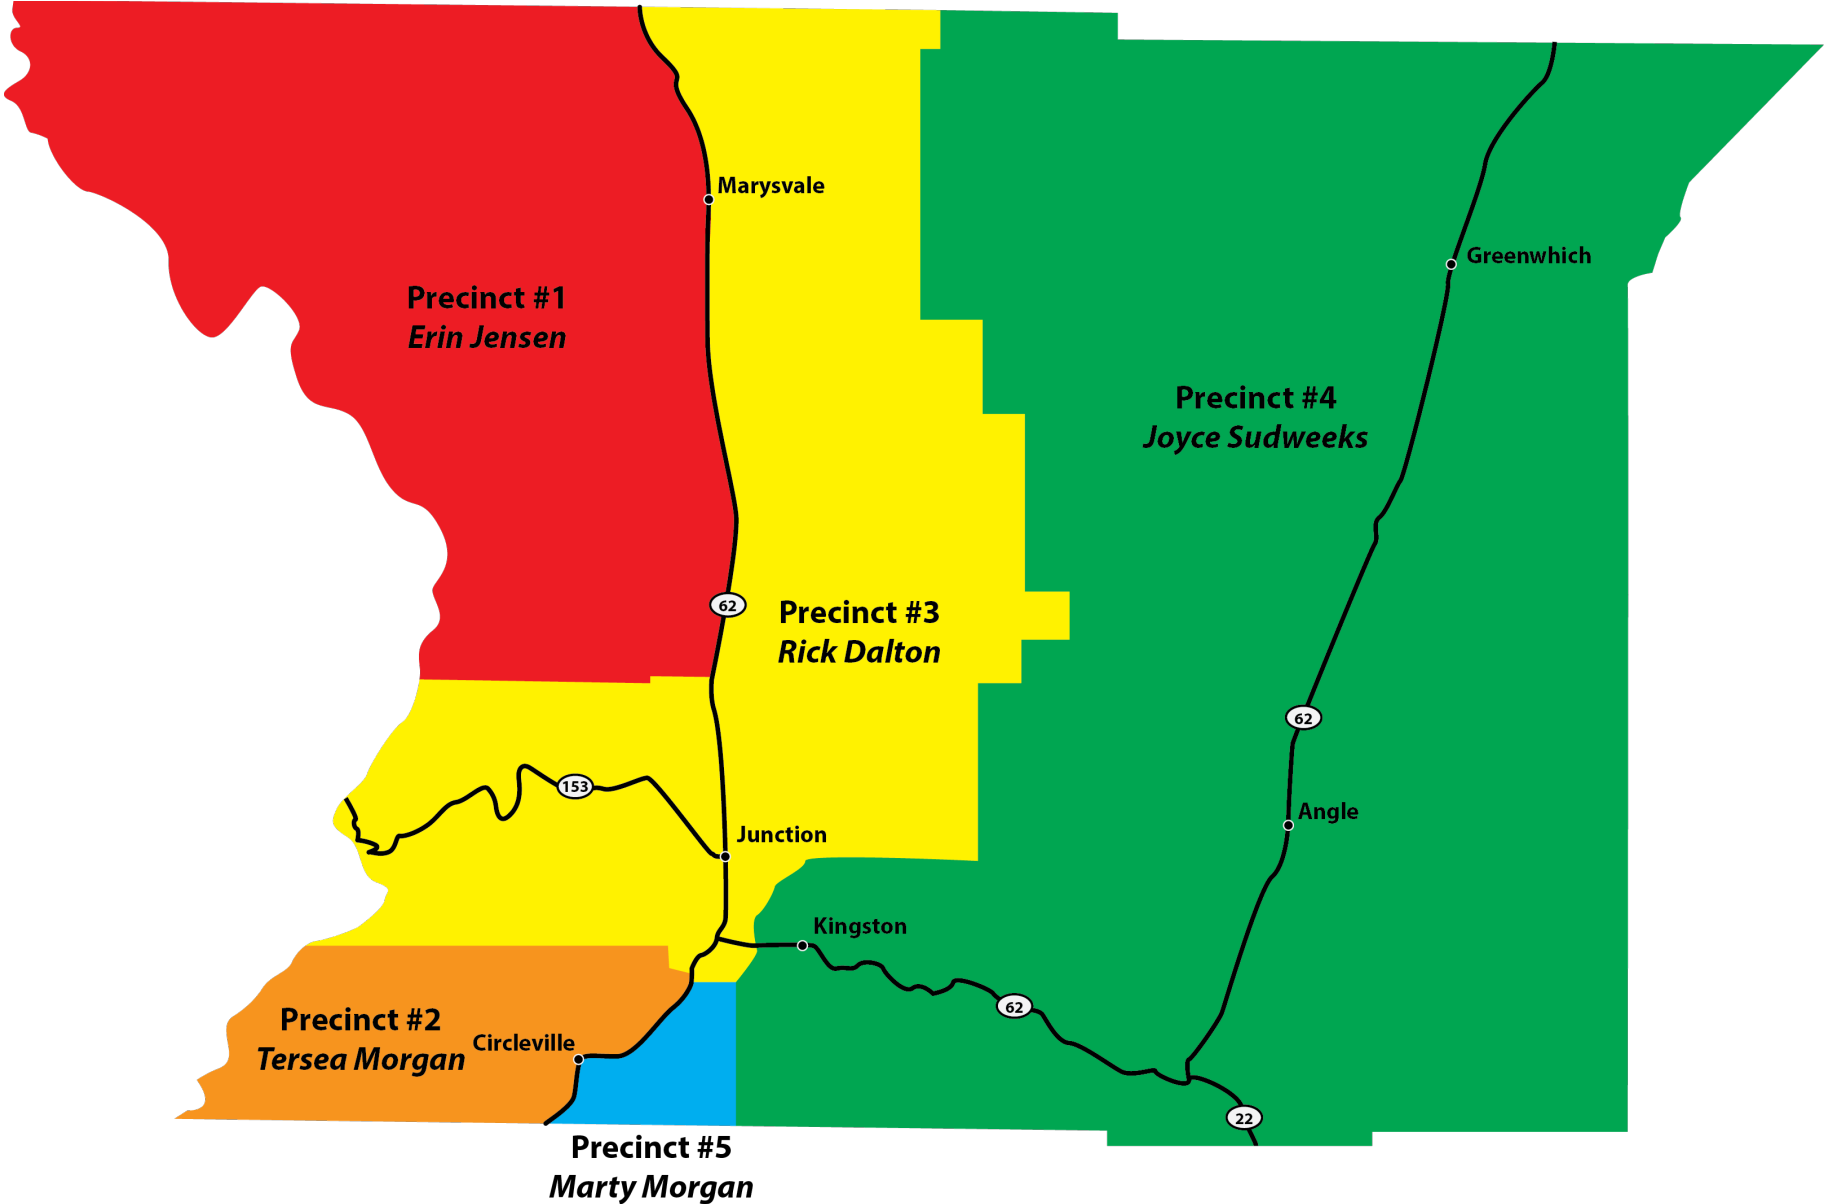 Marysvale
Greenwhich
Precinct #1
Erin Jensen
Precinct #4
Joyce Sudweeks
62
Precinct #3
Rick Dalton
62
153
Angle
Junction
Kingston
62
Precinct #2
Tersea Morgan
Circleville
22
Precinct #5
Marty Morgan